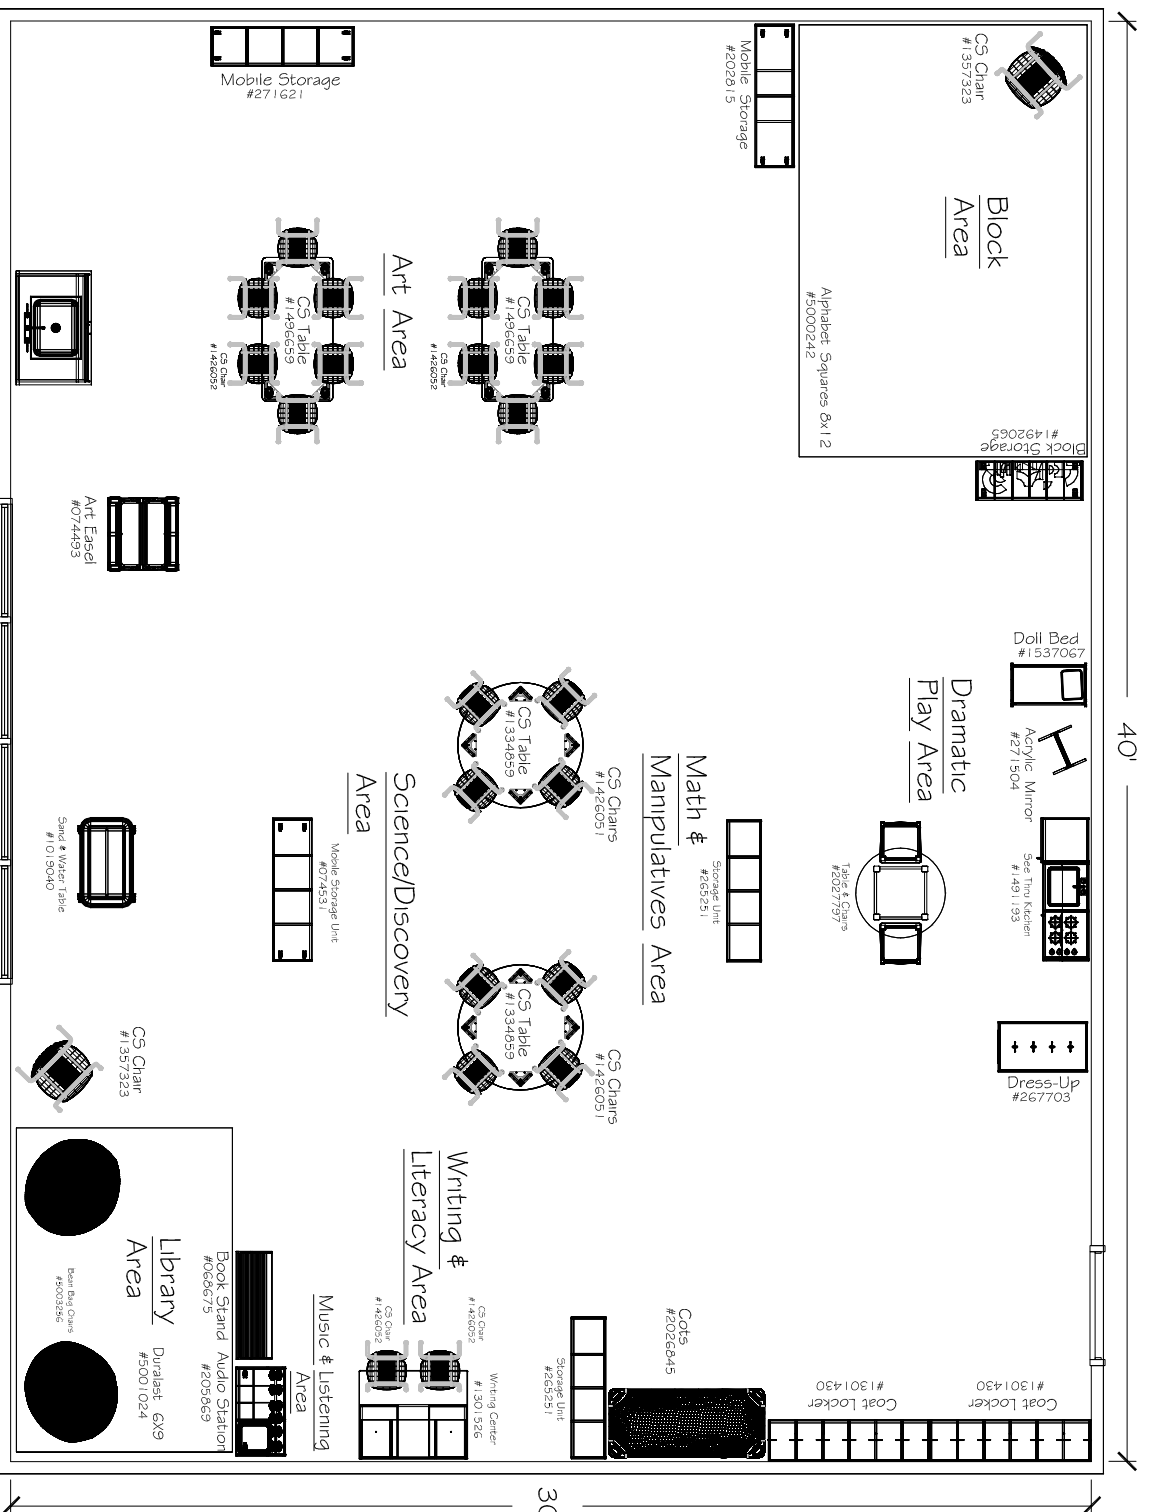 Mobile Storage
#271621
Mobile Storage
#202815
CS Chair
#1357323
Block
Area
Alphabet Squares 8x12
#5000242
Block Storage
#1492065
Art Area
CS Table
#1496659
CS Chair
#1426052
CS Table
#1496659
CS Chair
#1426052
Art Easel
#074493
Doll Bed
#1537067
Acrylic Mirror
#271504
Dramatic
Play Area
40'
See Thru Kitchen
#1491193
Table & Chairs
#2027797
CS Table
#1334859
CS Chairs
#1426051
Math &
Manipulatives Area
Storage Unit
#265251
Science/Discovery
Area
Mobile Storage Unit
#074531
Sand & Water Table
#1019040
CS Table
#1334859
CS Chairs
#1426051
Dress-Up
#267703
CS Chair
#1357323
Writing &
Literacy Area
Library
Area
Bean Bag Chairs
#5003256
Book Stand
#068675
Audio Station
#205869
Duralast 6X9
#5001024
Music & Listening
Area
CS Chair
#1426052
CS Chair
#1426052
Writing Center
#1301526
Storage Unit
#265251
Cots
#2026845
Coat Locker
#1301430
Coat Locker
#1301430